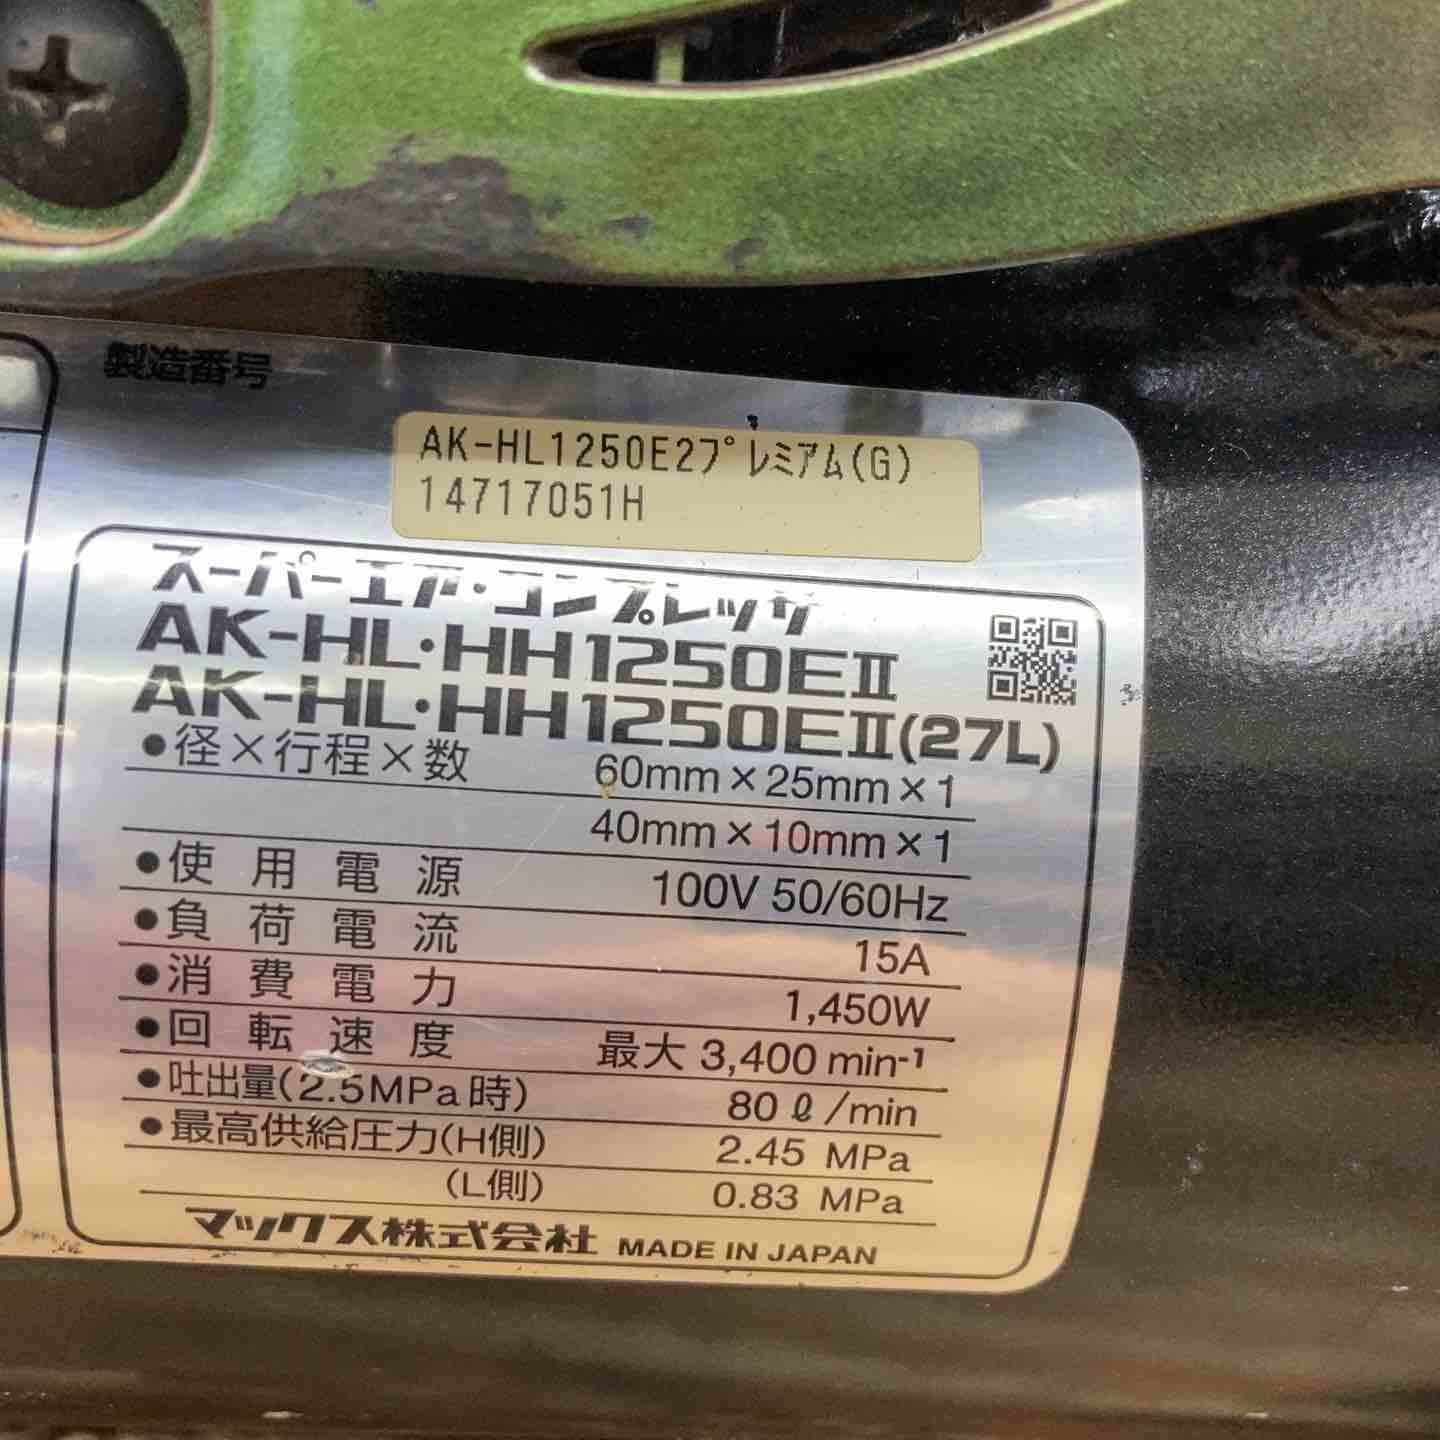 製造番号
AK-HL1250E2プレミアム(G)
14717051H
スーパーエア・コンプレッサ
AK-HL・HH1250EⅡ
AK-HL・HH1250EⅡ(27L)
●径×行程×数 60mm×25mm×1
40mm×10mm×1
●使用電源 100V 50/60Hz
●負荷電流 15A
●消費電力 1,450W
●回転速度 最大 3,400 min⁻¹
●吐出量(2.5MPa時) 80 ℓ/min
●最高供給圧力(H側) 2.45 MPa
(L側) 0.83 MPa
マックス株式会社 MADE IN JAPAN